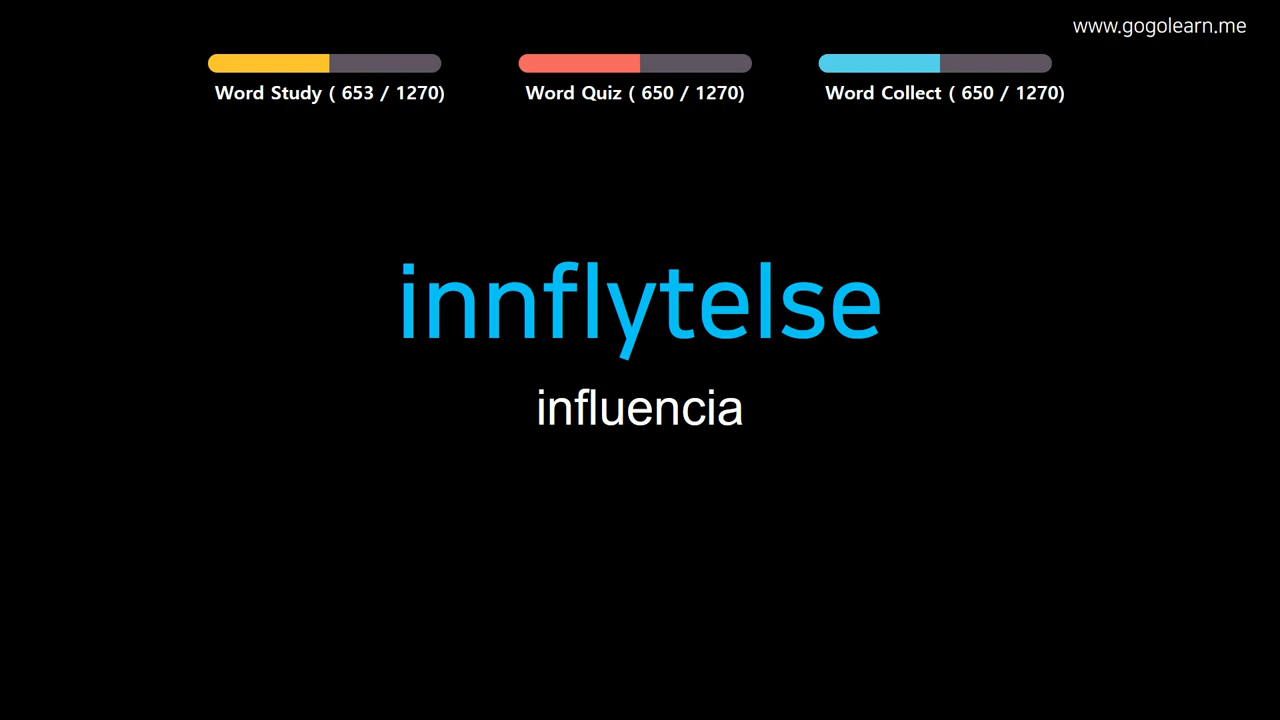 www.gogolearn.me
Word Study ( 653 / 1270)
Word Quiz ( 650 / 1270)
Word Collect ( 650 / 1270)
innflytelse
influencia